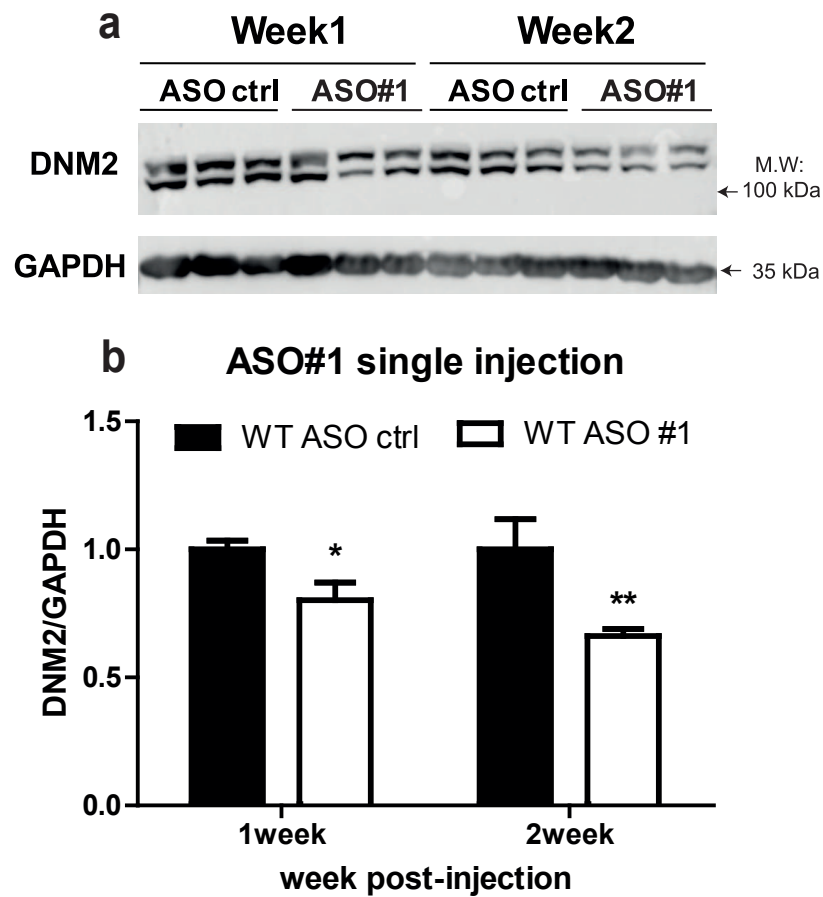 a
Week1 Week2
ASO ctrl ASO#1 ASO ctrl ASO#1
DNM2
M.W:
←100 kDa
GAPDH
← 35 kDa
b
ASO#1 single injection
WT ASO ctrl WT ASO #1
1.5
1.0
0.5
0.0
DNM2/GAPDH
*
**
1week 2week
week post-injection